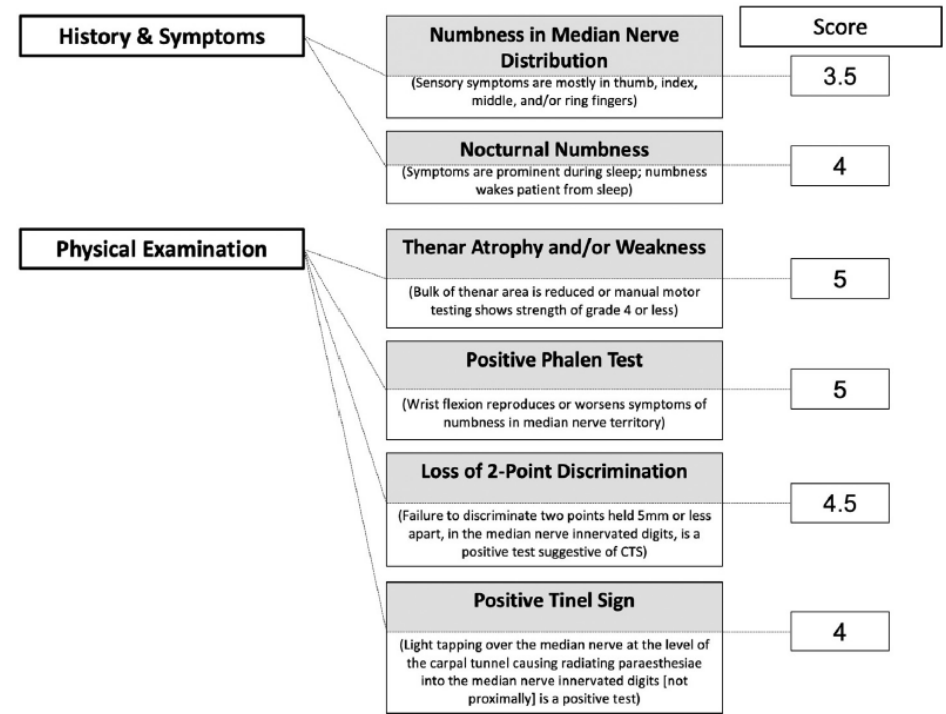 History & Symptoms
Numbness in Median Nerve
Distribution
(Sensory symptoms are mostly in thumb, index,
middle, and/or ring fingers)
Score
3.5
Nocturnal Numbness
(Symptoms are prominent during sleep; numbness
wakes patient from sleep)
4
Physical Examination
Thenar Atrophy and/or Weakness
(Bulk of thenar area is reduced or manual motor
testing shows strength of grade 4 or less)
5
Positive Phalen Test
(Wrist flexion reproduces or worsens symptoms of
numbness in median nerve territory)
5
Loss of 2-Point Discrimination
(Failure to discriminate two points held 5mm or less
apart, in the median nerve innervated digits, is a
positive test suggestive of CTS)
4.5
Positive Tinel Sign
(Light tapping over the median nerve at the level of
the carpal tunnel causing radiating paraesthesiae
into the median nerve innervated digits [not
proximally] is a positive test)
4